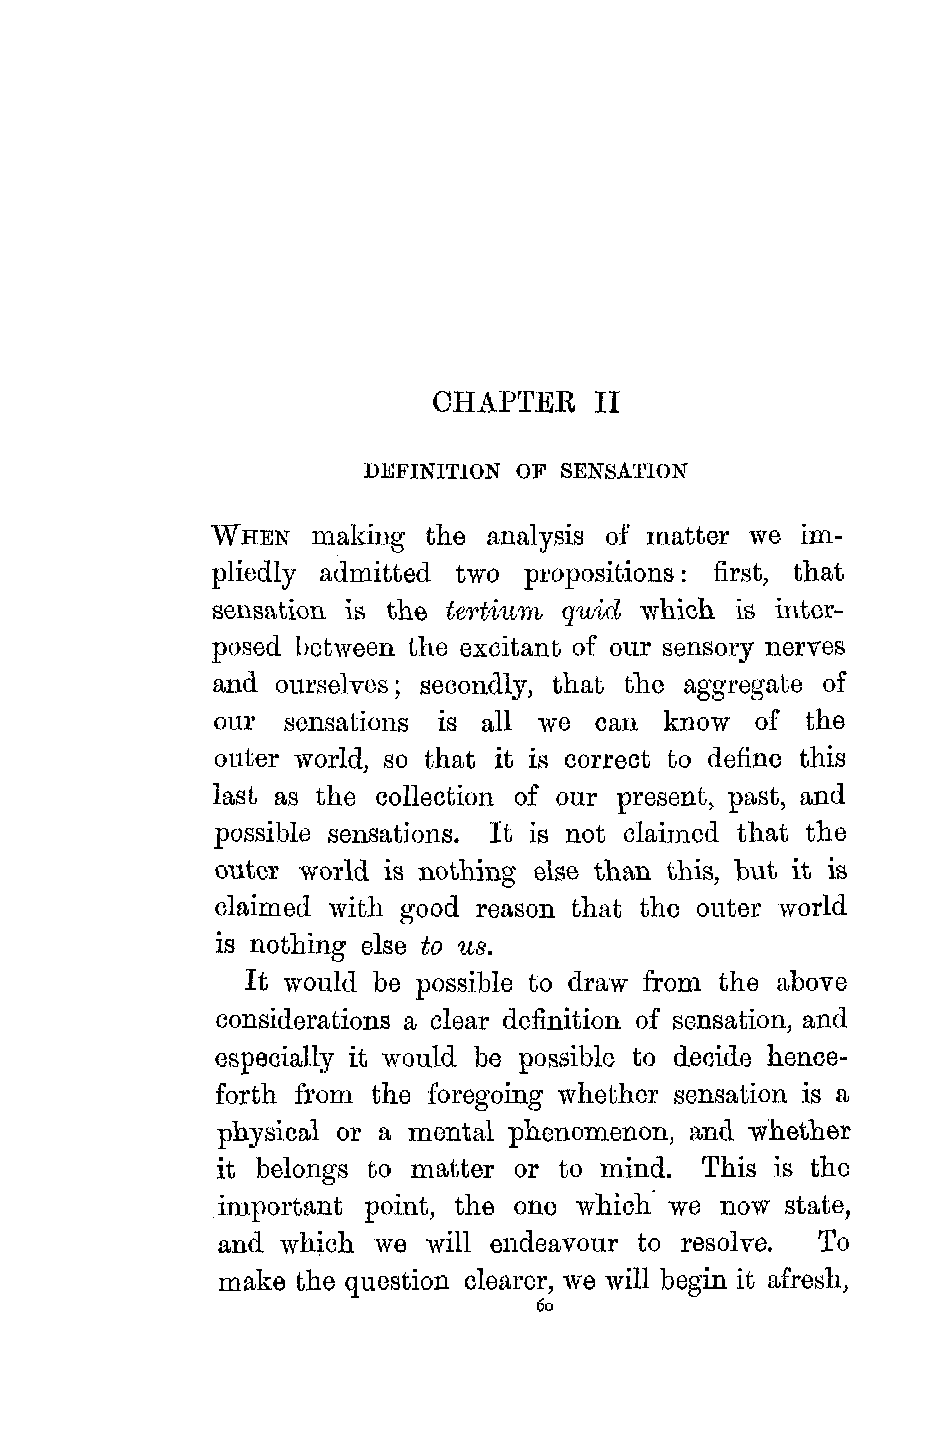 CHAPTER II
DEFINITION OF SENSATION
WHEN making the analysis of matter we im-
pliedly admitted two propositions: first, that
sensation is the tertium quid which is inter-
posed between the excitant of our sensory nerves
and ourselves; secondly, that the aggregate of
our sensations is all we can know of the
outer world, so that it is correct to define this
last as the collection of our present, past, and
possible sensations. It is not claimed that the
outer world is nothing else than this, but it is
claimed with good reason that the outer world
is nothing else to us.
It would be possible to draw from the above
considerations a clear definition of sensation, and
especially it would be possible to decide hence-
forth from the foregoing whether sensation is a
physical or a mental phenomenon, and whether
it belongs to matter or to mind. This is the
important point, the one which we now state,
and which we will endeavour to resolve. To
make the question clearer, we will begin it afresh,
60